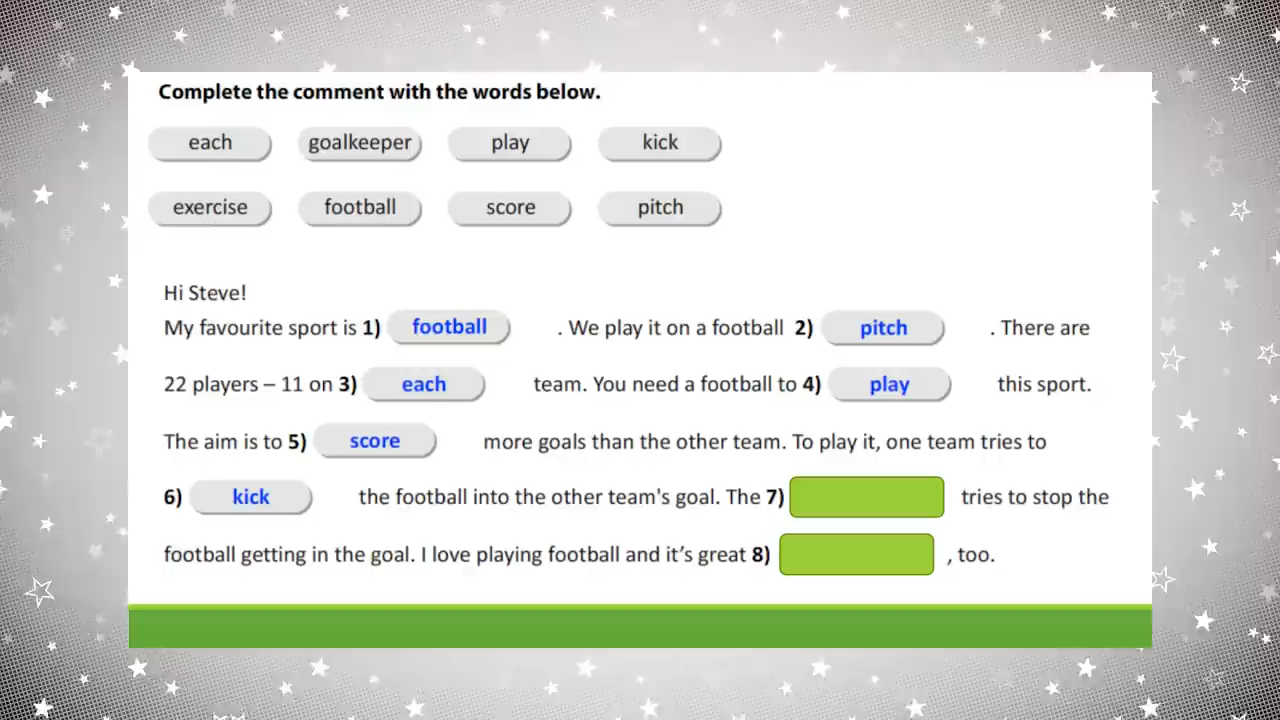 Complete the comment with the words below.
each goalkeeper play kick
exercise football score pitch
Hi Steve!
My favourite sport is 1) football . We play it on a football 2) pitch . There are
22 players – 11 on 3) each team. You need a football to 4) play this sport.
The aim is to 5) score more goals than the other team. To play it, one team tries to
6) kick the football into the other team's goal. The 7) tries to stop the
football getting in the goal. I love playing football and it’s great 8) , too.